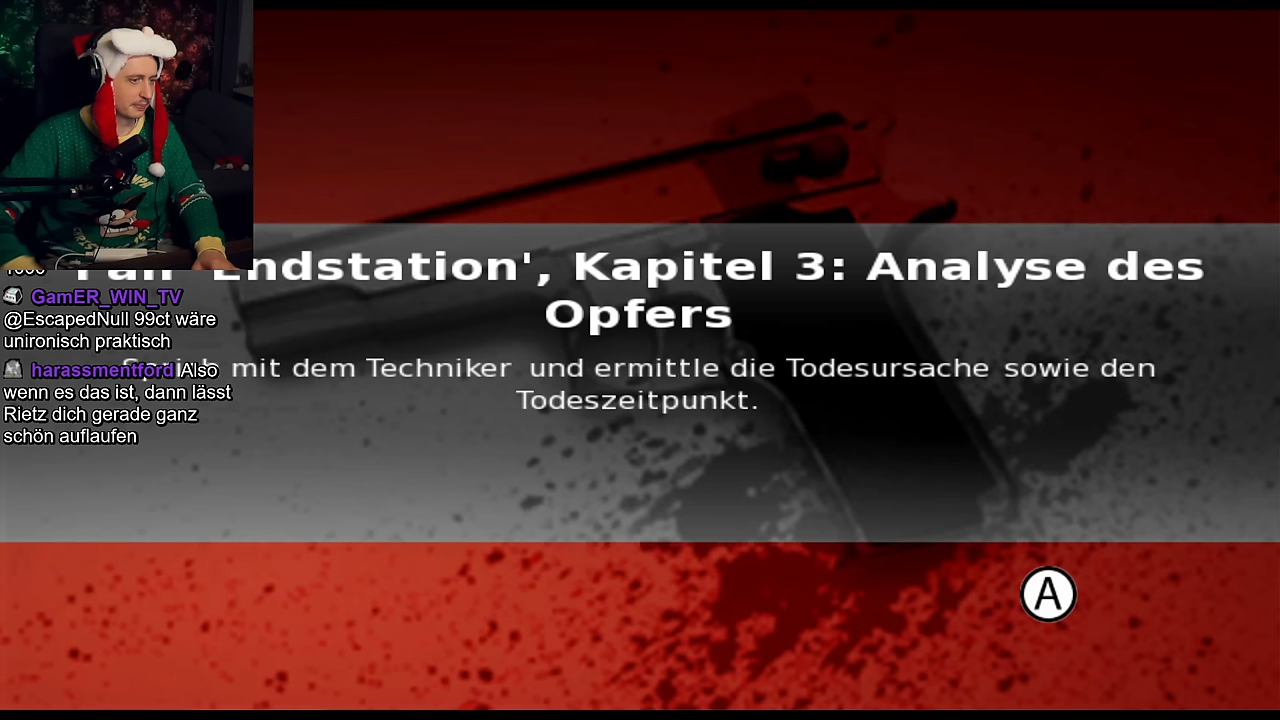 'Endstation', Kapitel 3: Analyse des
Opfers
mit dem Techniker und ermittle die Todesursache sowie den
Todeszeitpunkt.
GamER_WIN_TV
@EscapedNull 99ct wäre
unironisch praktisch
harassmentford Also
wenn es das ist, dann lässt
Rietz dich gerade ganz
schön auflaufen
A